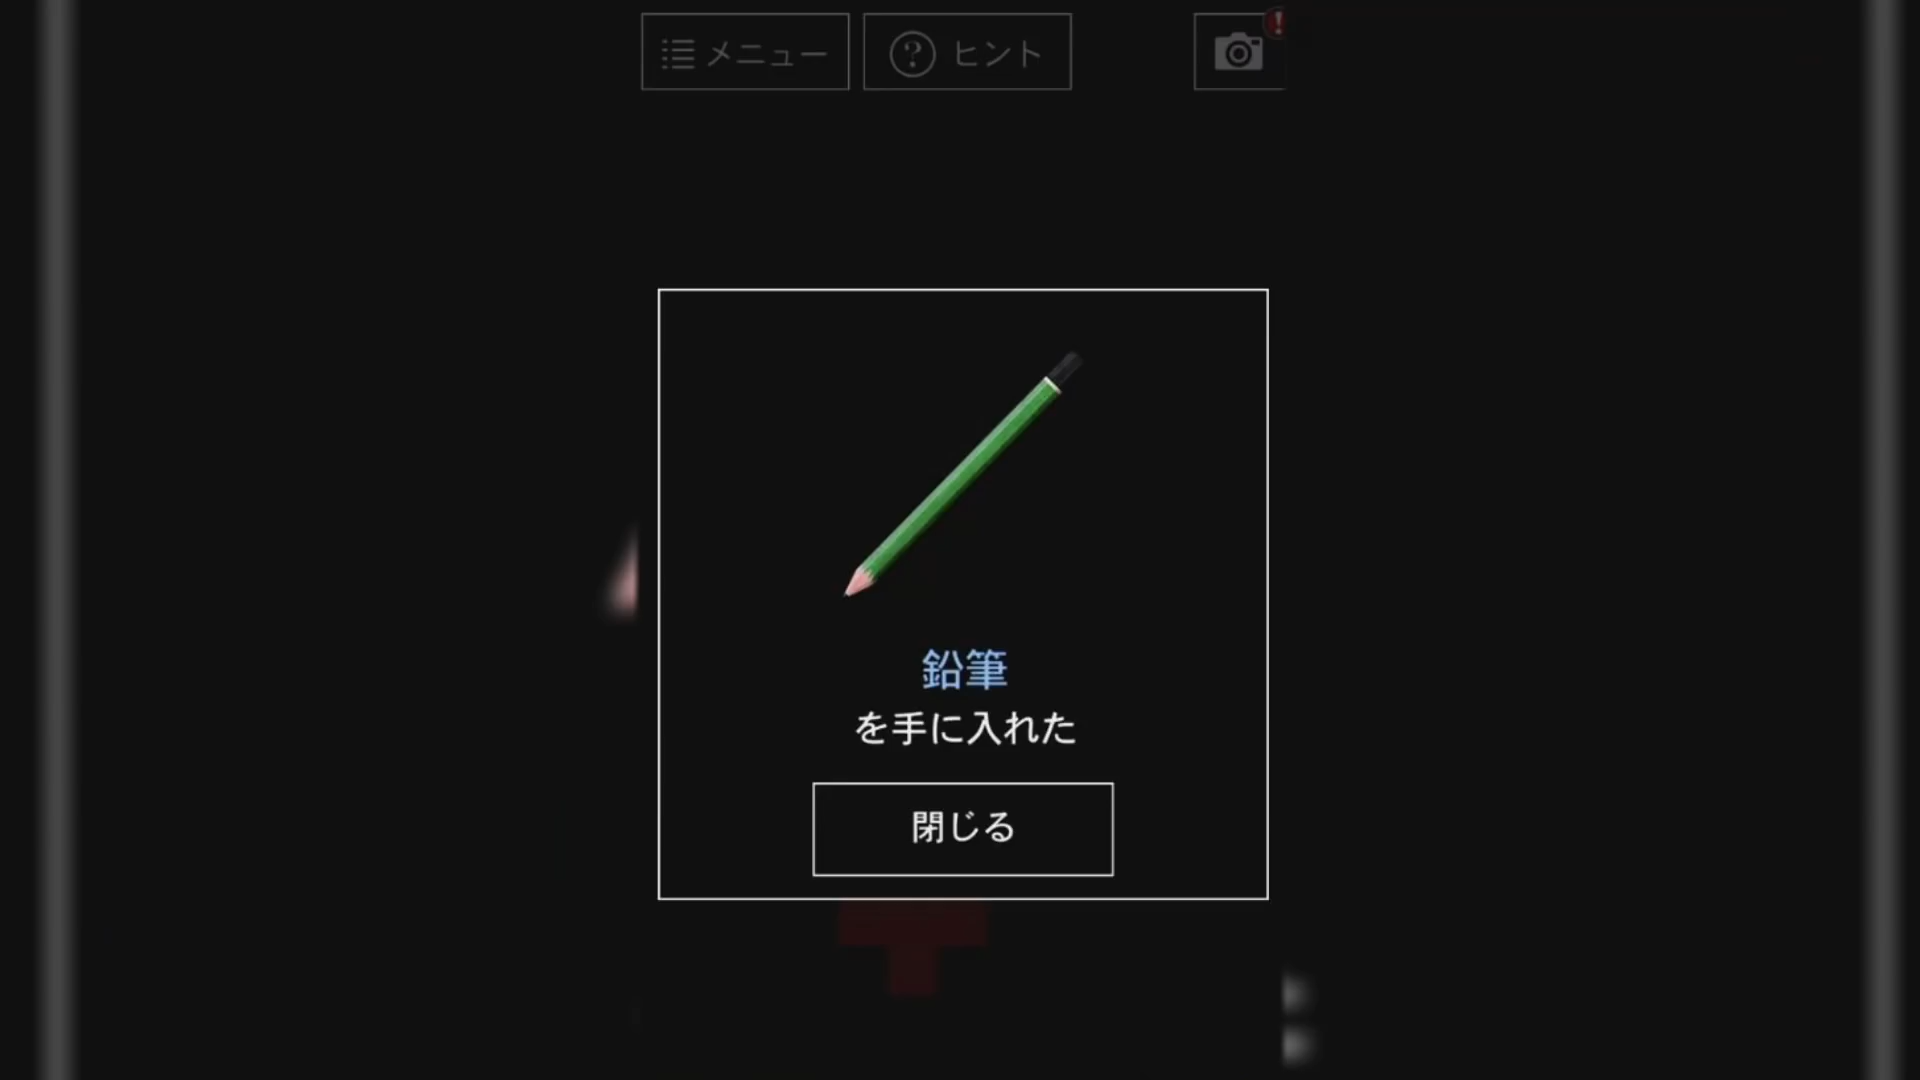 メニュー
? ヒント
!
鉛筆
を手に入れた
閉じる